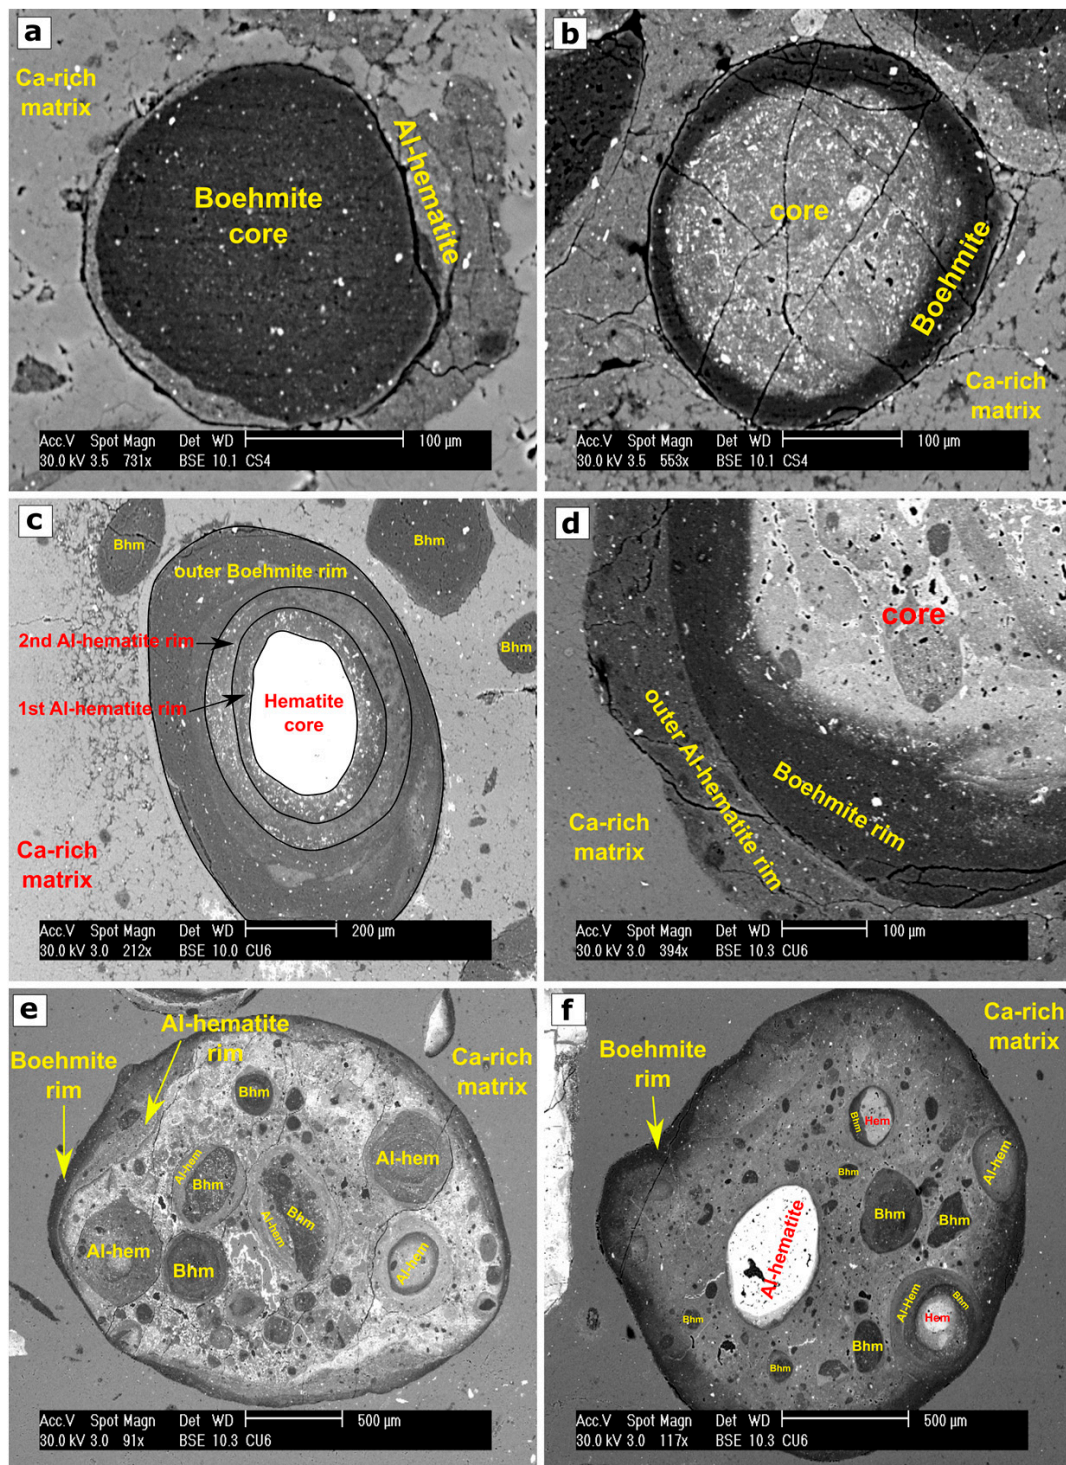 a
Ca-rich
matrix
Boehmite
core
Al-hematite
Acc.V Spot Magn Det WD 100 µm
30.0 kV 3.5 731x BSE 10.1 CS4
b
core
Boehmite
Ca-rich
matrix
Acc.V Spot Magn Det WD 100 µm
30.0 kV 3.5 553x BSE 10.1 CS4
c
Bhm
Bhm
outer Boehmite rim
2nd Al-hematite rim
Bhm
1st Al-hematite rim
Hematite
core
Ca-rich
matrix
Acc.V Spot Magn Det WD 200 µm
30.0 kV 3.0 212x BSE 10.0 CU6
d
core
outer Al-hematite rim
Boehmite rim
Ca-rich
matrix
Acc.V Spot Magn Det WD 100 µm
30.0 kV 3.0 394x BSE 10.3 CU6
e
Al-hematite
rim
Boehmite
rim
Ca-rich
matrix
Bhm
Al-hem
Bhm
Al-hem
Bhm
Al-hem
Al-hem
Bhm
Al-hem
Acc.V Spot Magn Det WD 500 µm
30.0 kV 3.0 91x BSE 10.3 CU6
f
Ca-rich
matrix
Boehmite
rim
Bhm
Hem
Al-hem
Bhm
Bhm
Bhm
Al-hematite
Al-Hem
Bhm
Hem
Bhm
Bhm
Bhm
Acc.V Spot Magn Det WD 500 µm
30.0 kV 3.0 117x BSE 10.3 CU6